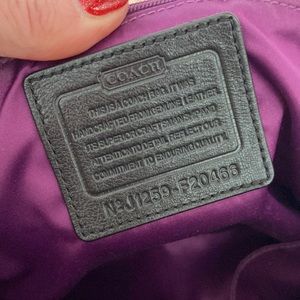 COACH
THIS IS A COACH BAG. IT WAS
HANDCRAFTED FROM GENUINE LEATHER.
ITS SUPERIOR CRAFTSMANSHIP AND
ATTENTION TO DETAIL REFLECT OUR
COMMITMENT TO ENDURING QUALITY.
Nº J1259-F20466